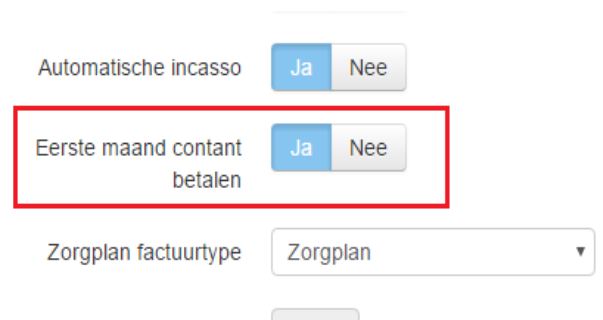 Automatische incasso Ja Nee
Eerste maand contant Ja Nee
betalen
Zorgplan factuurtype Zorgplan